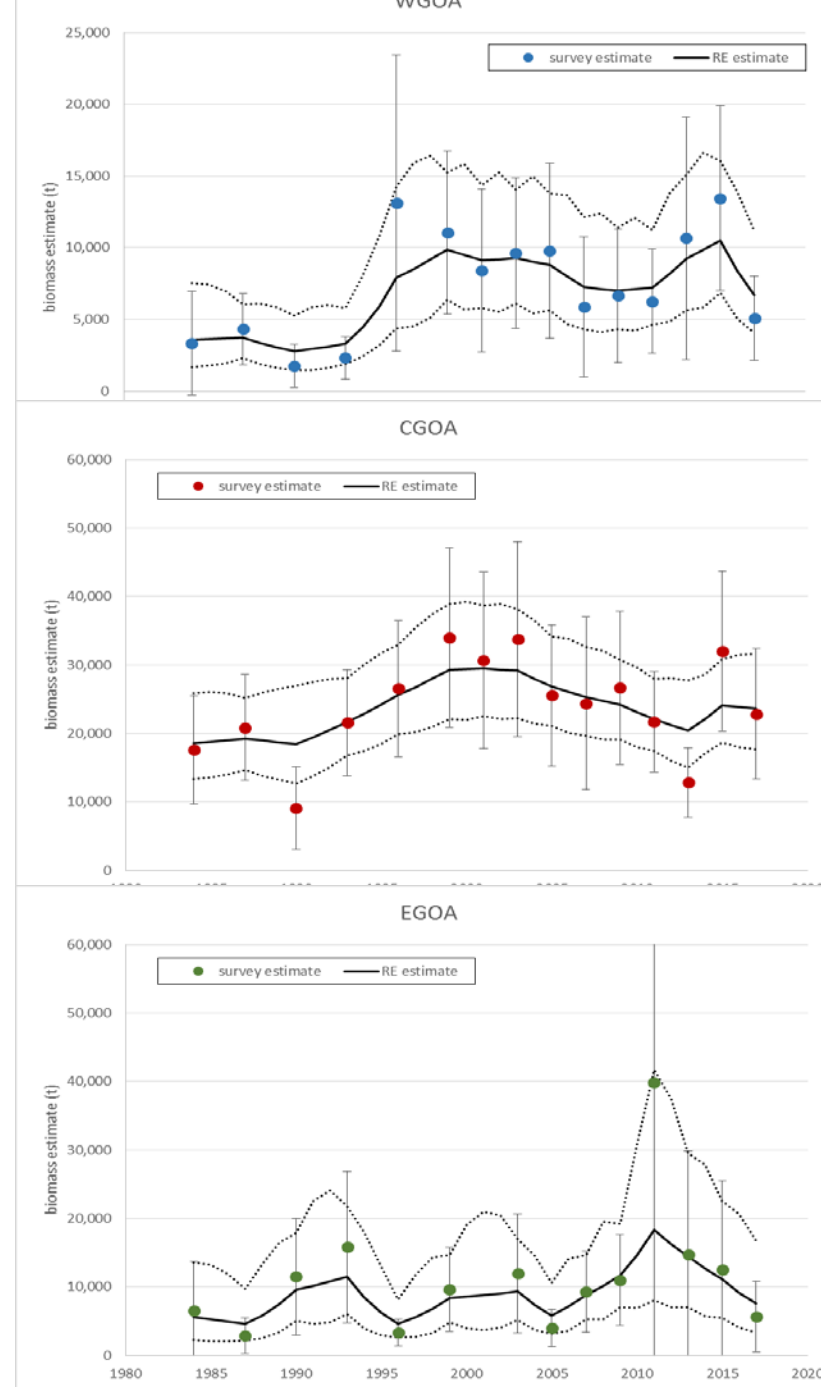 WGOA
25,000
survey estimate RE estimate
20,000
15,000
10,000
5,000
0
biomass estimate (t)
CGOA
60,000
survey estimate RE estimate
50,000
40,000
30,000
20,000
10,000
0
biomass estimate (t)
EGOA
60,000
survey estimate RE estimate
50,000
40,000
30,000
20,000
10,000
0
biomass estimate (t)
1980 1985 1990 1995 2000 2005 2010 2015 2020